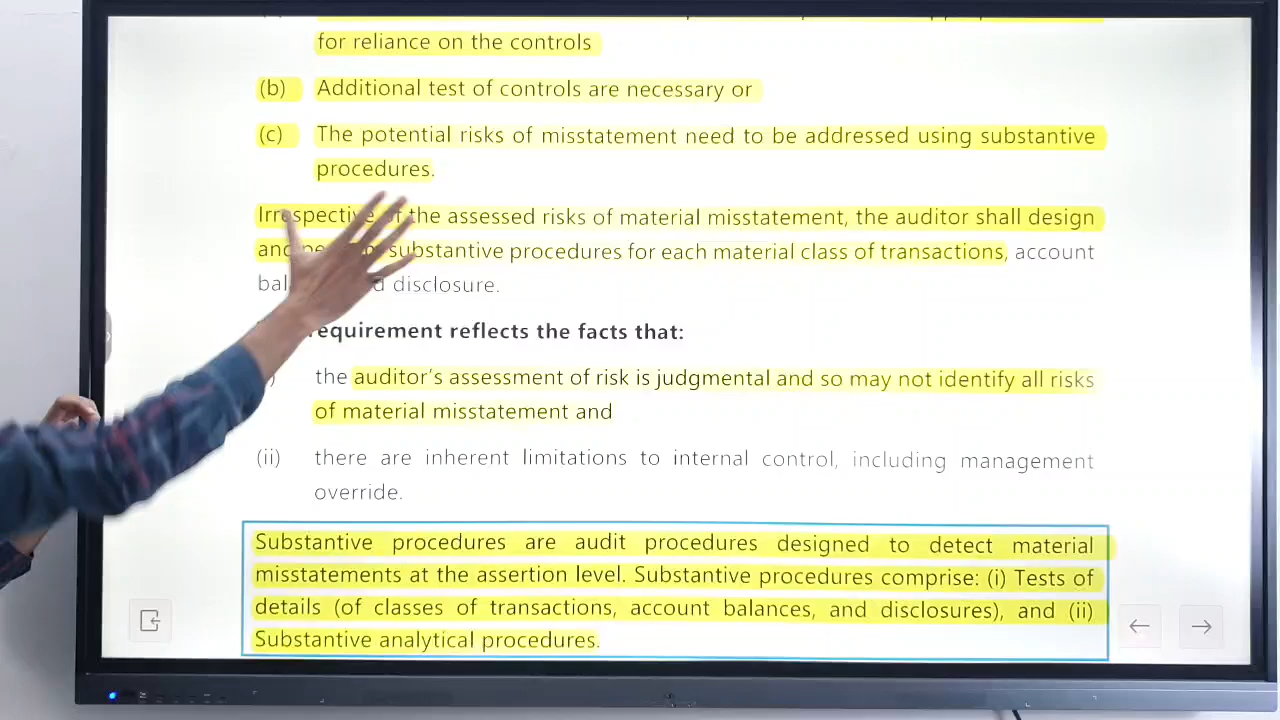 for reliance on the controls
(b) Additional test of controls are necessary or
(c) The potential risks of misstatement need to be addressed using substantive
procedures.
Irrespective of the assessed risks of material misstatement, the auditor shall design
and substantive procedures for each material class of transactions, account
disclosure.
requirement reflects the facts that:
the auditor's assessment of risk is judgmental and so may not identify all risks
of material misstatement and
(ii) there are inherent limitations to internal control, including management
override.
Substantive procedures are audit procedures designed to detect material
misstatements at the assertion level. Substantive procedures comprise: (i) Tests of
details (of classes of transactions, account balances, and disclosures), and (ii)
Substantive analytical procedures.